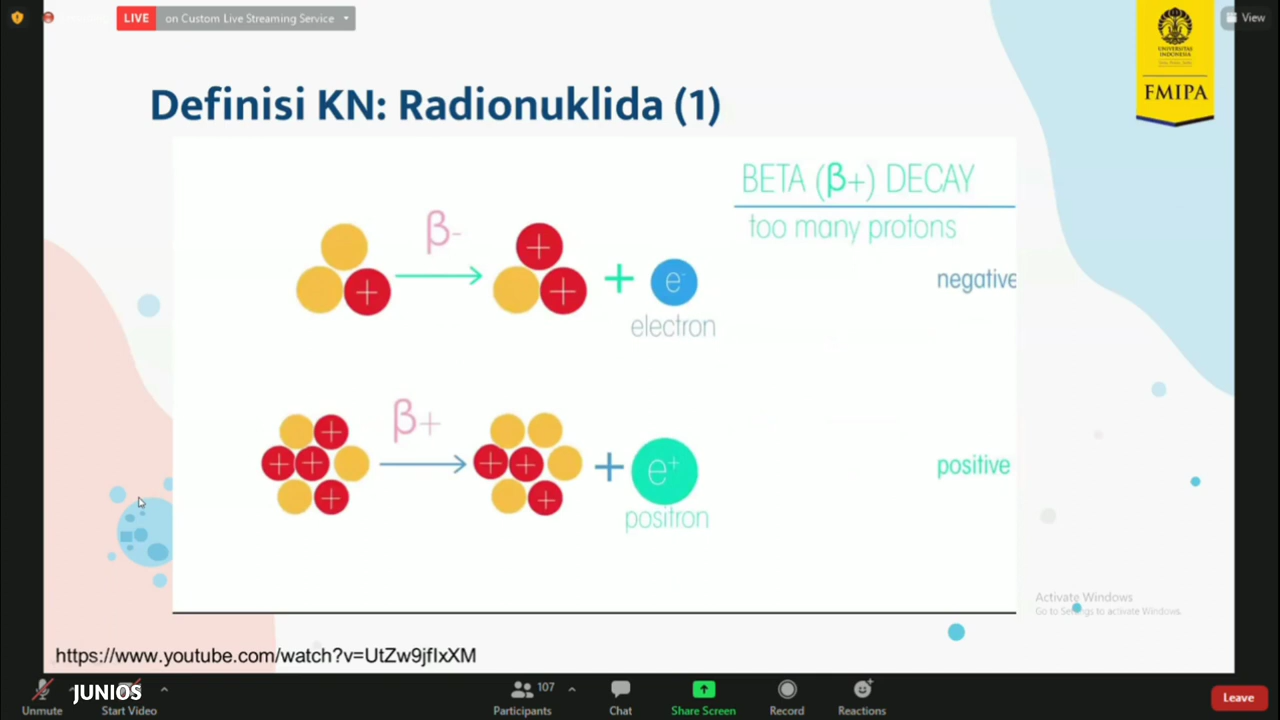 LIVE on Custom Live Streaming Service
View
UNIVERSITAS
INDONESIA
FMIPA
Definisi KN: Radionuklida (1)
BETA (β+) DECAY
too many protons
β-
+
+
+
+
e-
electron
negative
β+
+
+
+
+
+
+
+
+
e+
positron
positive
Activate Windows
Go to Settings to activate Windows.
https://www.youtube.com/watch?v=UtZw9jfIxXM
JUNIOS
Unmute
Start Video
107
Participants
Chat
Share Screen
Record
Reactions
Leave